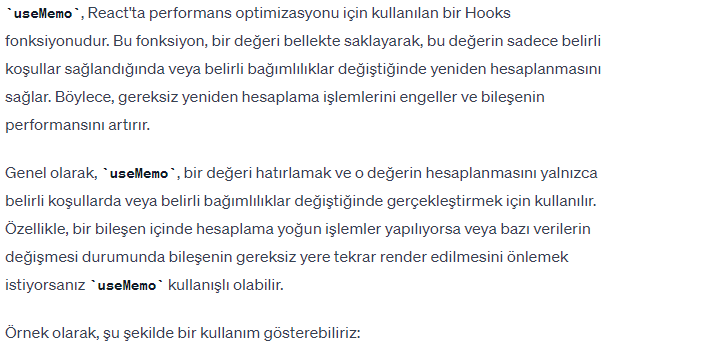 `useMemo`, React'ta performans optimizasyonu için kullanılan bir Hooks
fonksiyonudur. Bu fonksiyon, bir değeri bellekte saklayarak, bu değerin sadece belirli
koşullar sağlandığında veya belirli bağımlılıklar değiştiğinde yeniden hesaplanmasını
sağlar. Böylece, gereksiz yeniden hesaplama işlemlerini engeller ve bileşenin
performansını artırır.
Genel olarak, `useMemo`, bir değeri hatırlamak ve o değerin hesaplanmasını yalnızca
belirli koşullarda veya belirli bağımlılıklar değiştiğinde gerçekleştirmek için kullanılır.
Özellikle, bir bileşen içinde hesaplama yoğun işlemler yapılıyorsa veya bazı verilerin
değişmesi durumunda bileşenin gereksiz yere tekrar render edilmesini önlemek
istiyorsanız `useMemo` kullanışlı olabilir.
Örnek olarak, şu şekilde bir kullanım gösterebiliriz: